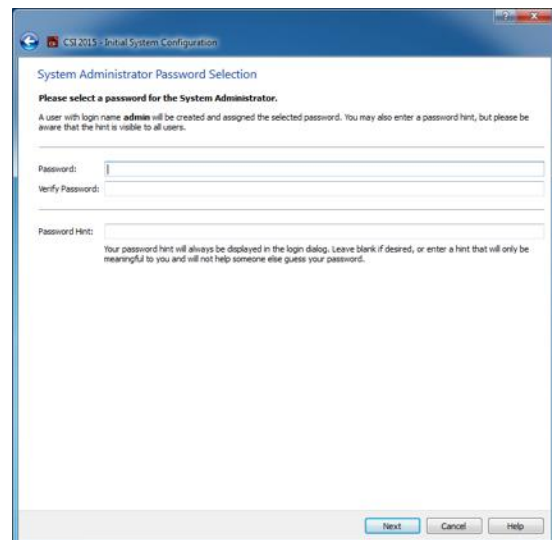 CSI 2015 - Initial System Configuration
System Administrator Password Selection
Please select a password for the System Administrator.
A user with login name admin will be created and assigned the selected password. You may also enter a password hint, but please be
aware that the hint is visible to all users.
Password:
Verify Password:
Password Hint:
Your password hint will always be displayed in the login dialog. Leave blank if desired, or enter a hint that will only be
meaningful to you and will not help someone else guess your password.
Next Cancel Help